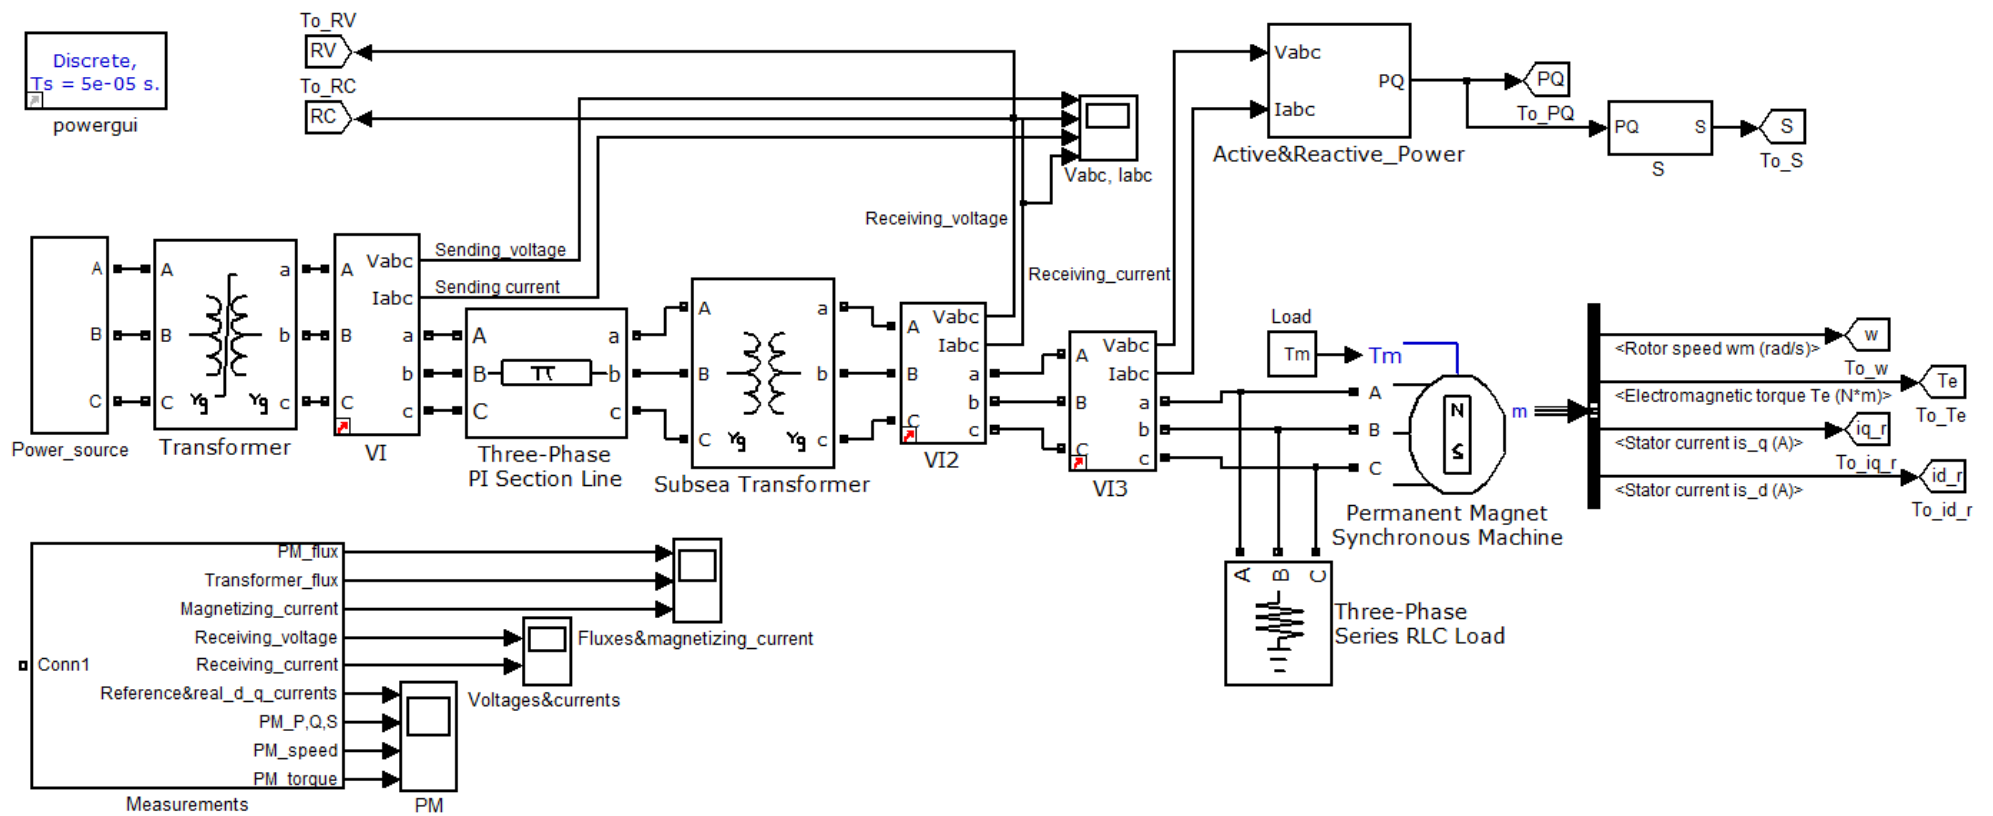 To_RV
RV
To_RC
RC
Discrete,
Ts = 5e-05 s.
powergui
Vabc
Iabc
PQ
Active&Reactive_Power
PQ
To_PQ
PQ
S
S
S
To_S
Vabc, Iabc
Receiving_voltage
Receiving_current
Sending_voltage
Sending current
A
B
C
Power_source
A
B
C
a
b
c
Yg
Yg
Transformer
A
B
C
Vabc
Iabc
a
b
c
VI
A
B
C
π
a
b
c
Three-Phase
PI Section Line
A
B
C
a
b
c
Yg
Yg
Subsea Transformer
A
B
C
Vabc
Iabc
a
b
c
VI2
A
B
C
Vabc
Iabc
a
b
c
VI3
Load
Tm
Tm
A
B
C
N
S
m
Permanent Magnet
Synchronous Machine
<Rotor speed wm (rad/s)>
w
To_w
<Electromagnetic torque Te (N*m)>
Te
To_Te
<Stator current is_q (A)>
iq_r
To_iq_r
<Stator current is_d (A)>
id_r
To_id_r
A
B
C
Three-Phase
Series RLC Load
Conn1
PM_flux
Transformer_flux
Magnetizing_current
Receiving_voltage
Receiving_current
Reference&real_d_q_currents
PM_P,Q,S
PM_speed
PM_torque
Measurements
Fluxes&magnetizing_current
Voltages&currents
PM